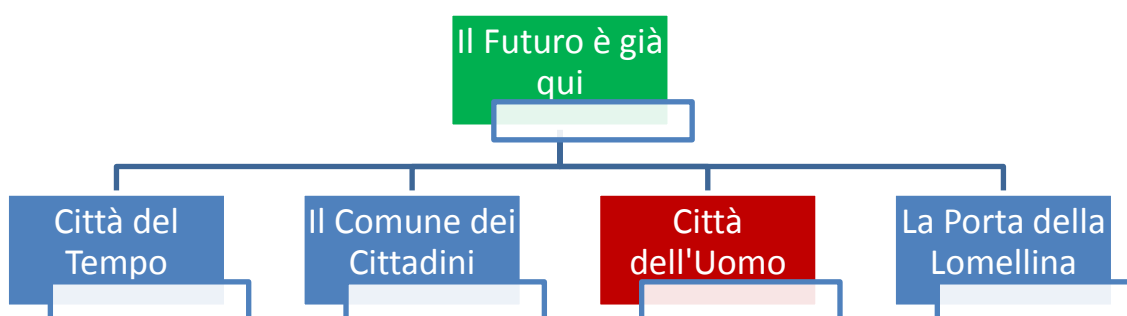 Il Futuro è già
qui
Città del
Tempo
Il Comune dei
Cittadini
Città
dell'Uomo
La Porta della
Lomellina